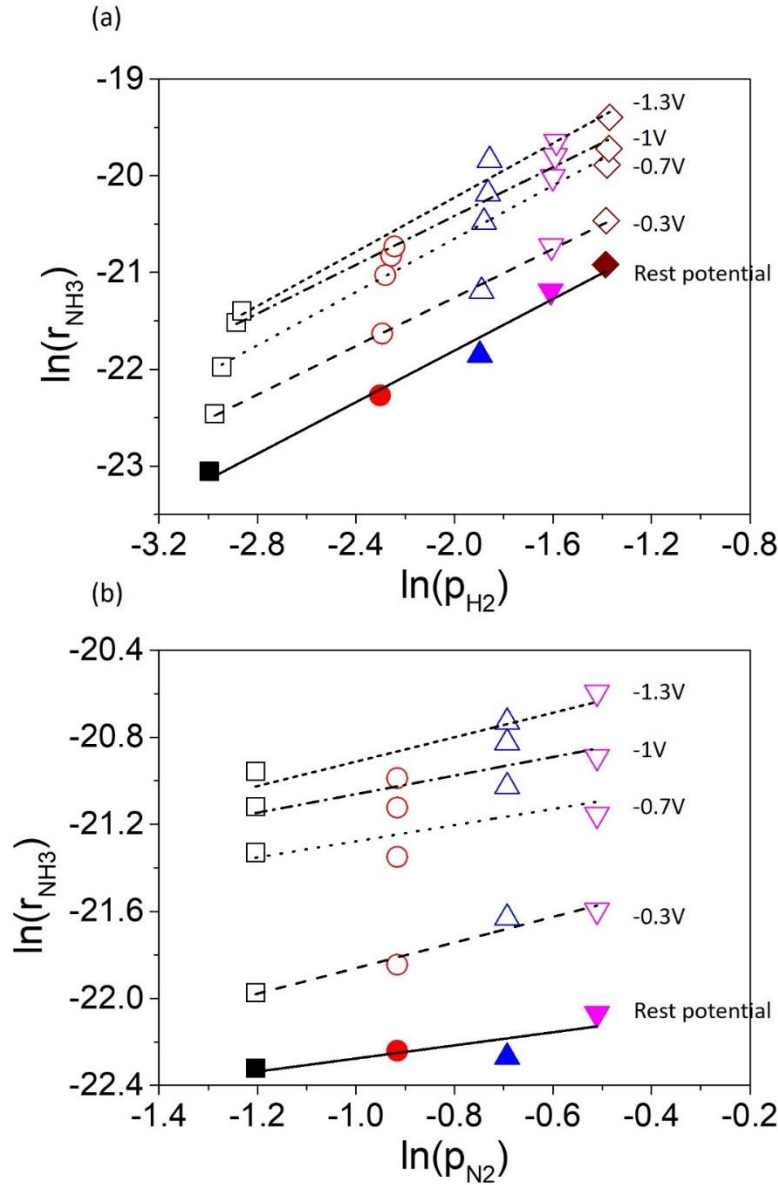 (a)
-19
-20
-21
-22
-23
ln(r_NH3)
-1.3V
-1V
-0.7V
-0.3V
Rest potential
-3.2 -2.8 -2.4 -2.0 -1.6 -1.2 -0.8
ln(p_H2)
(b)
-20.4
-20.8
-21.2
-21.6
-22.0
-22.4
ln(r_NH3)
-1.3V
-1V
-0.7V
-0.3V
Rest potential
-1.4 -1.2 -1.0 -0.8 -0.6 -0.4 -0.2
ln(p_N2)